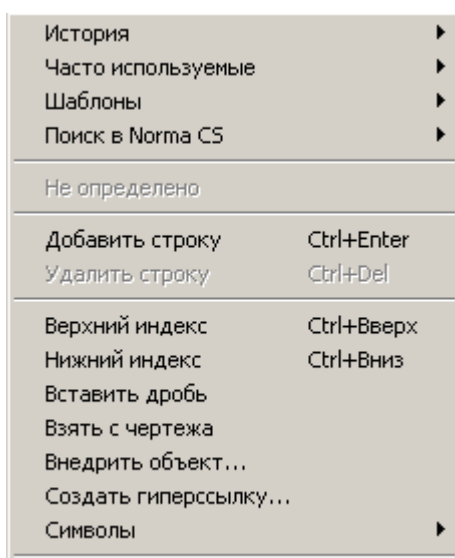 История
Часто используемые
Шаблоны
Поиск в Norma CS
Не определено
Добавить строку Ctrl+Enter
Удалить строку Ctrl+Del
Верхний индекс Ctrl+Вверх
Нижний индекс Ctrl+Вниз
Вставить дробь
Взять с чертежа
Внедрить объект...
Создать гиперссылку...
Символы